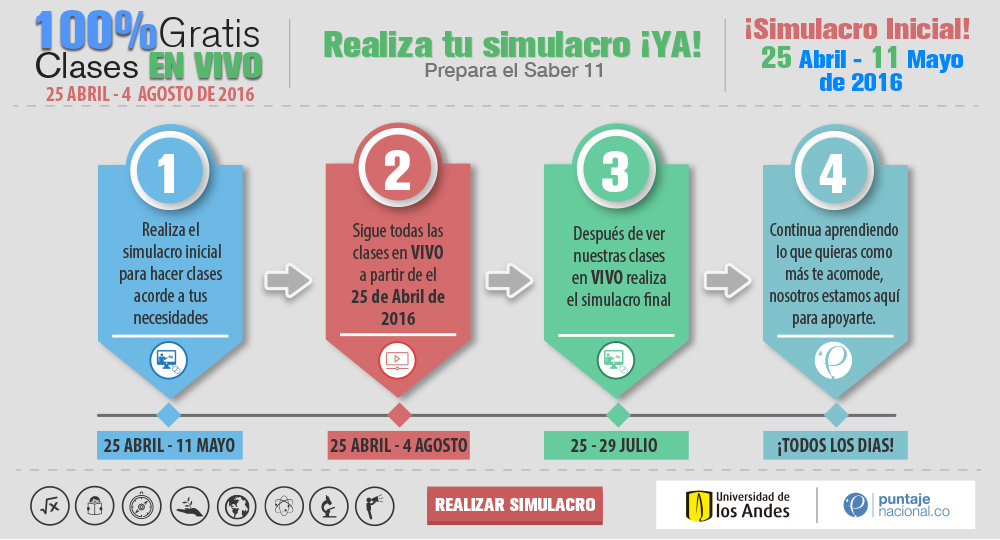 100% Gratis
Clases EN VIVO
25 ABRIL - 4 AGOSTO DE 2016
Realiza tu simulacro ¡YA!
Prepara el Saber 11
¡Simulacro Inicial!
25 Abril - 11 Mayo
de 2016
1
Realiza el
simulacro inicial
para hacer clases
acorde a tus
necesidades
2
Sigue todas las
clases en VIVO
a partir de el
25 de Abril de
2016
3
Después de ver
nuestras clases
en VIVO realiza
el simulacro final
4
Continua aprendiendo
lo que quieras como
más te acomode,
nosotros estamos aquí
para apoyarte.
25 ABRIL - 11 MAYO
25 ABRIL - 4 AGOSTO
25 - 29 JULIO
¡TODOS LOS DIAS!
√x
REALIZAR SIMULACRO
Universidad de
los Andes
puntaje
nacional.co